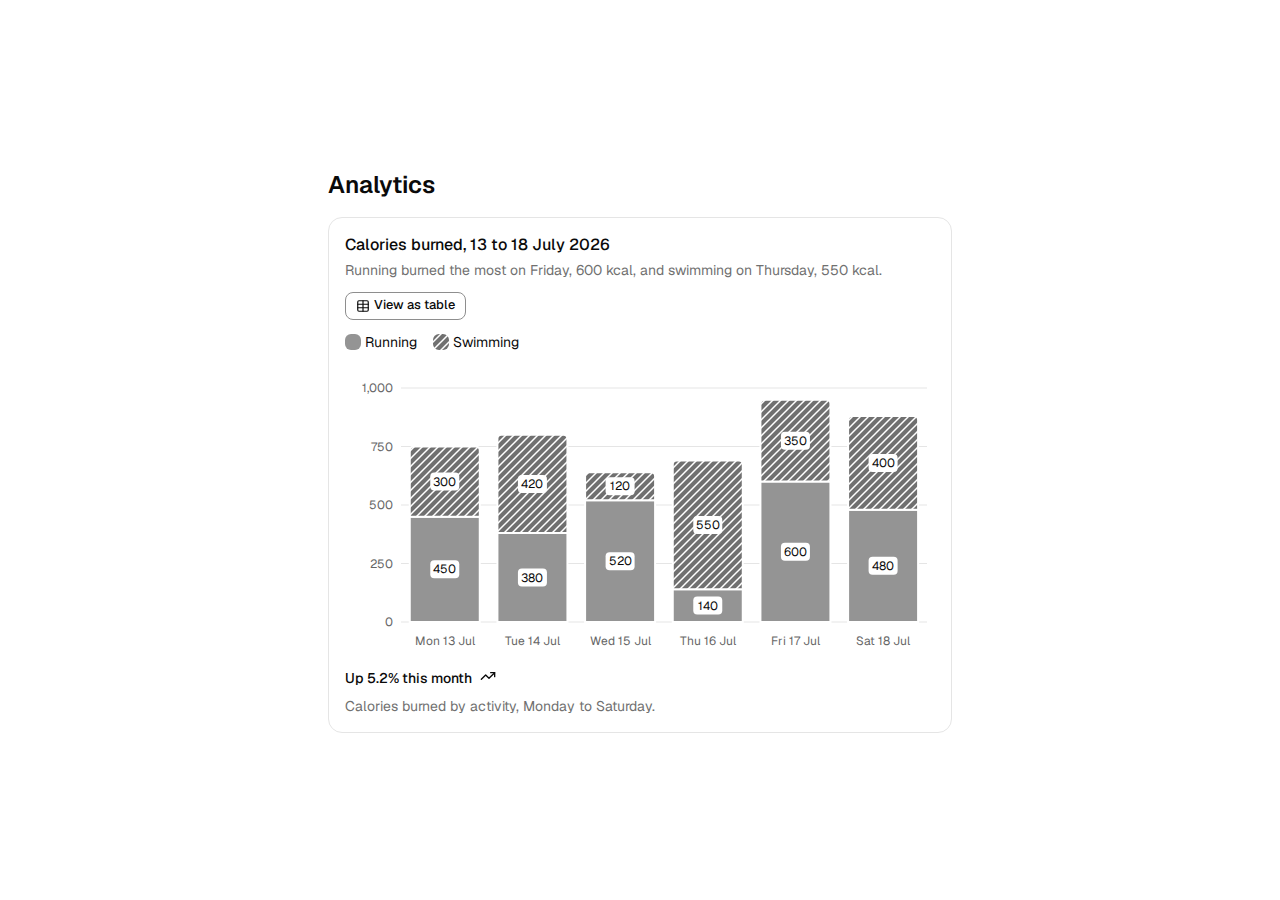 Analytics
Calories burned, 13 to 18 July 2026
Running burned the most on Friday, 600 kcal, and swimming on Thursday, 550 kcal.
View as table
Running Swimming
1,000
750
500
250
0
300 420 120 550 350 400
450 380 520 140 600 480
Mon 13 Jul Tue 14 Jul Wed 15 Jul Thu 16 Jul Fri 17 Jul Sat 18 Jul
Up 5.2% this month
Calories burned by activity, Monday to Saturday.